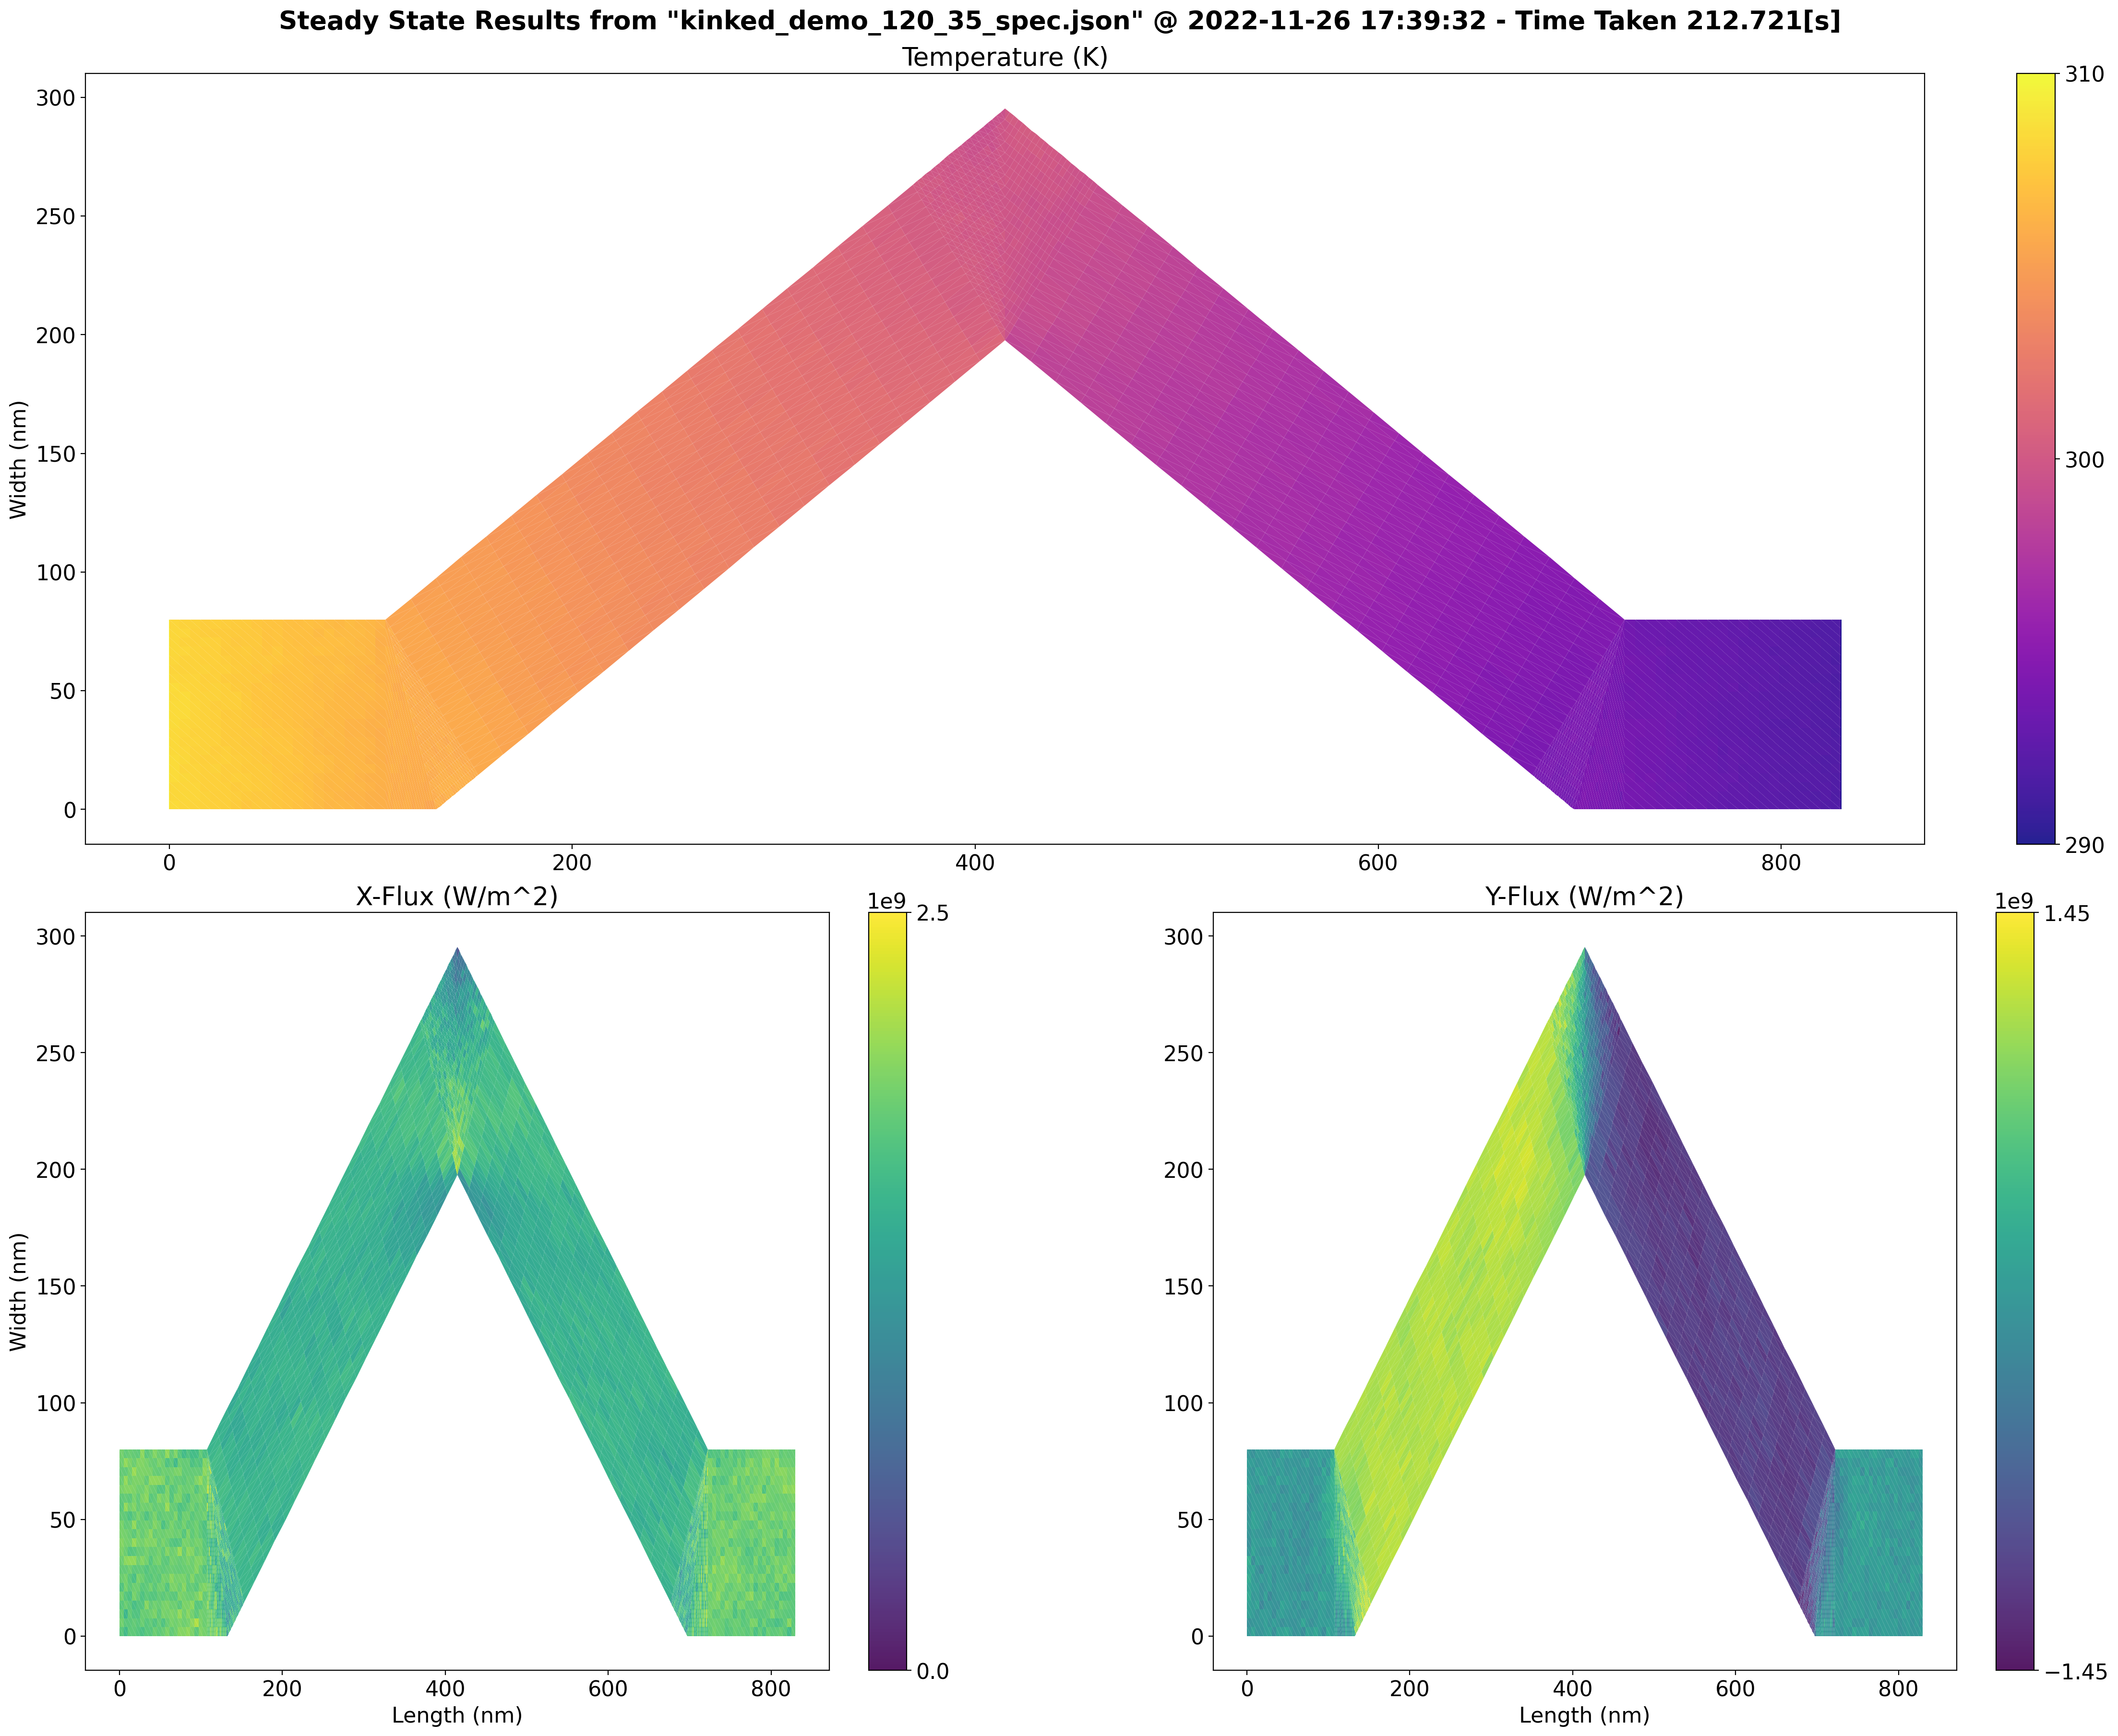 Steady State Results from "kinked_demo_120_35_spec.json" @ 2022-11-26 17:39:32 - Time Taken 212.721[s]
Temperature (K)
300
250
200
150
100
50
0
Width (nm)
0 200 400 600 800
310
300
290
X-Flux (W/m^2)
300
250
200
150
100
50
0
Width (nm)
0 200 400 600 800
Length (nm)
1e9
2.5
0.0
Y-Flux (W/m^2)
300
250
200
150
100
50
0
0 200 400 600 800
Length (nm)
1e9
1.45
−1.45